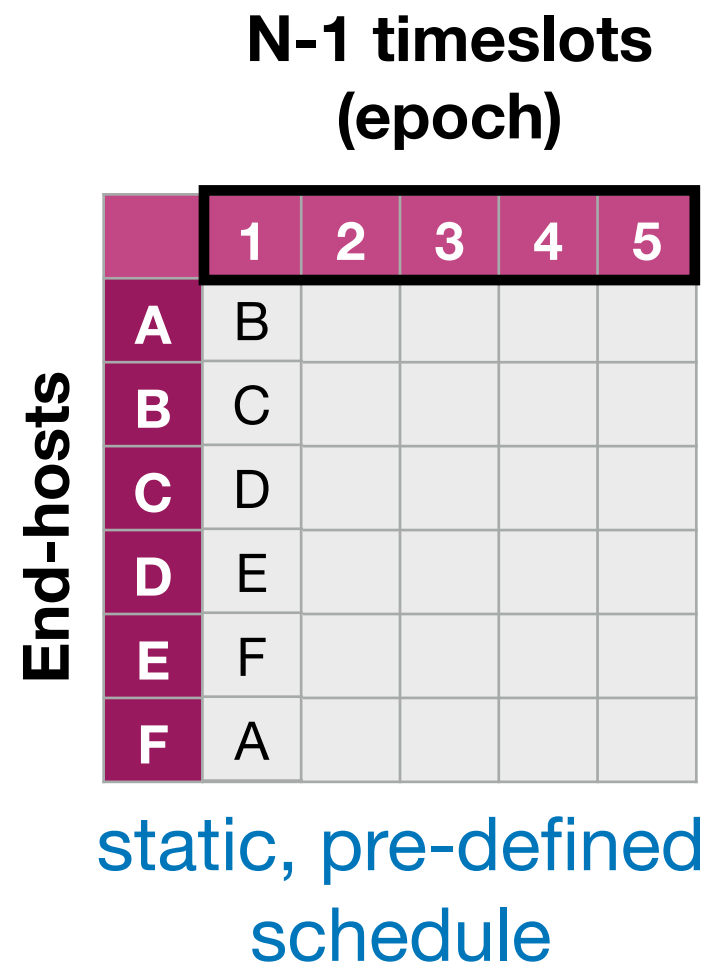 N-1 timeslots
(epoch)
1 2 3 4 5
A B
B C
C D
D E
E F
F A
End-hosts
static, pre-defined
schedule